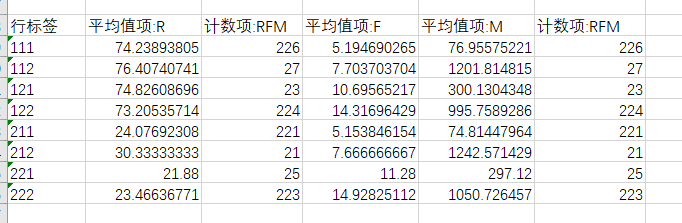 行标签 平均值项:R 计数项:RFM 平均值项:F 平均值项:M 计数项:RFM
111 74.23893805 226 5.194690265 76.95575221 226
112 76.40740741 27 7.703703704 1201.814815 27
121 74.82608696 23 10.69565217 300.1304348 23
122 73.20535714 224 14.31696429 995.7589286 224
211 24.07692308 221 5.153846154 74.81447964 221
212 30.33333333 21 7.666666667 1242.571429 21
221 21.88 25 11.28 297.12 25
222 23.46636771 223 14.92825112 1050.726457 223